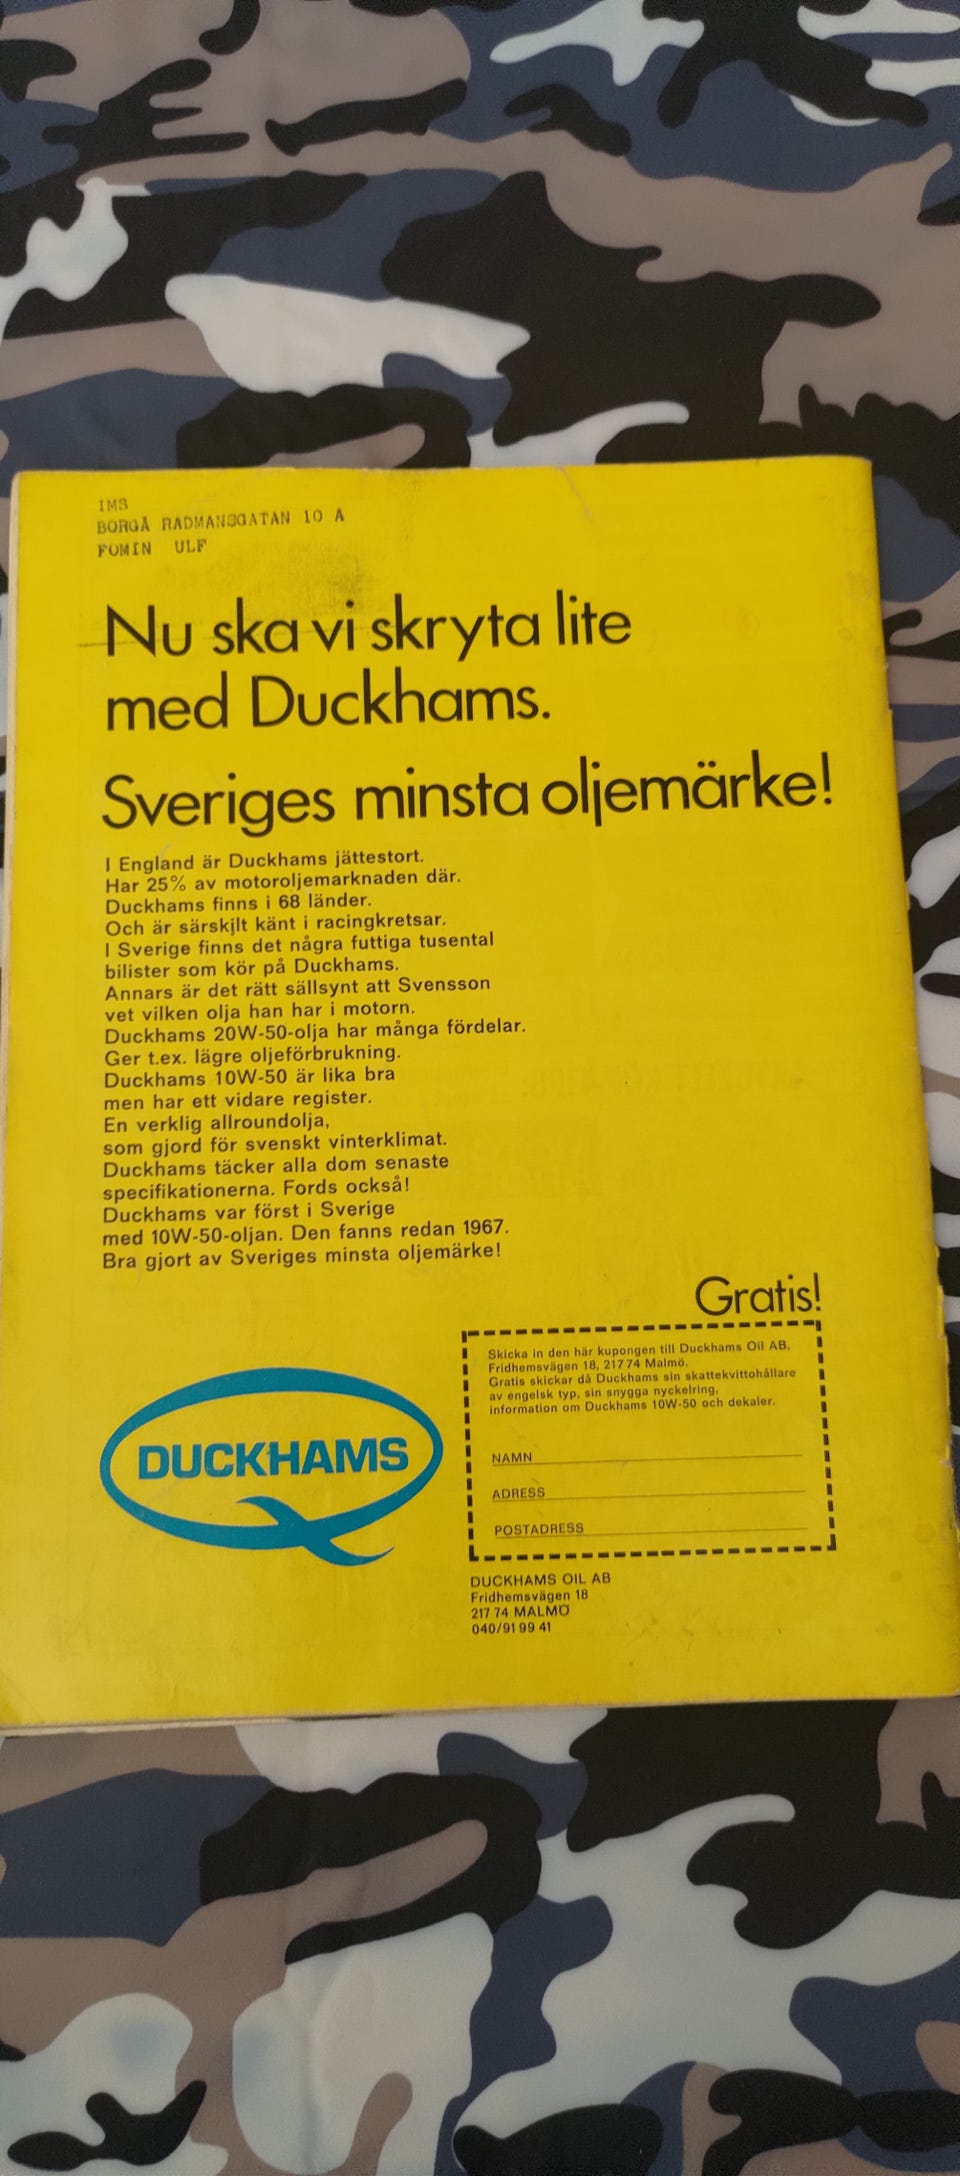 IMS
BORGÅ RADMANSGATAN 10 A
FOMIN ULF
Nu ska vi skryta lite
med Duckhams.
Sveriges minsta oljemärke!
I England är Duckhams jättestort.
Har 25% av motoroljemarknaden där.
Duckhams finns i 68 länder.
Och är särskilt känt i racingkretsar.
I Sverige finns det några futtiga tusental
bilister som kör på Duckhams.
Annars är det rätt sällsynt att Svensson
vet vilken olja han har i motorn.
Duckhams 20W-50-olja har många fördelar.
Ger t.ex. lägre oljeförbrukning.
Duckhams 10W-50 är lika bra
men har ett vidare register.
En verklig allroundolja,
som gjord för svenskt vinterklimat.
Duckhams täcker alla dom senaste
specifikationerna. Fords också!
Duckhams var först i Sverige
med 10W-50-oljan. Den fanns redan 1967.
Bra gjort av Sveriges minsta oljemärke!
Gratis!
Skicka in den här kupongen till Duckhams Oil AB,
Fridhemsvägen 18, 217 74 Malmö.
Gratis skickar då Duckhams sin skattekvittohållare
av engelsk typ, sin snygga nyckelring,
information om Duckhams 10W-50 och dekaler.
NAMN
ADRESS
POSTADRESS
DUCKHAMS
DUCKHAMS OIL AB
Fridhemsvägen 18
217 74 MALMÖ
040/91 99 41